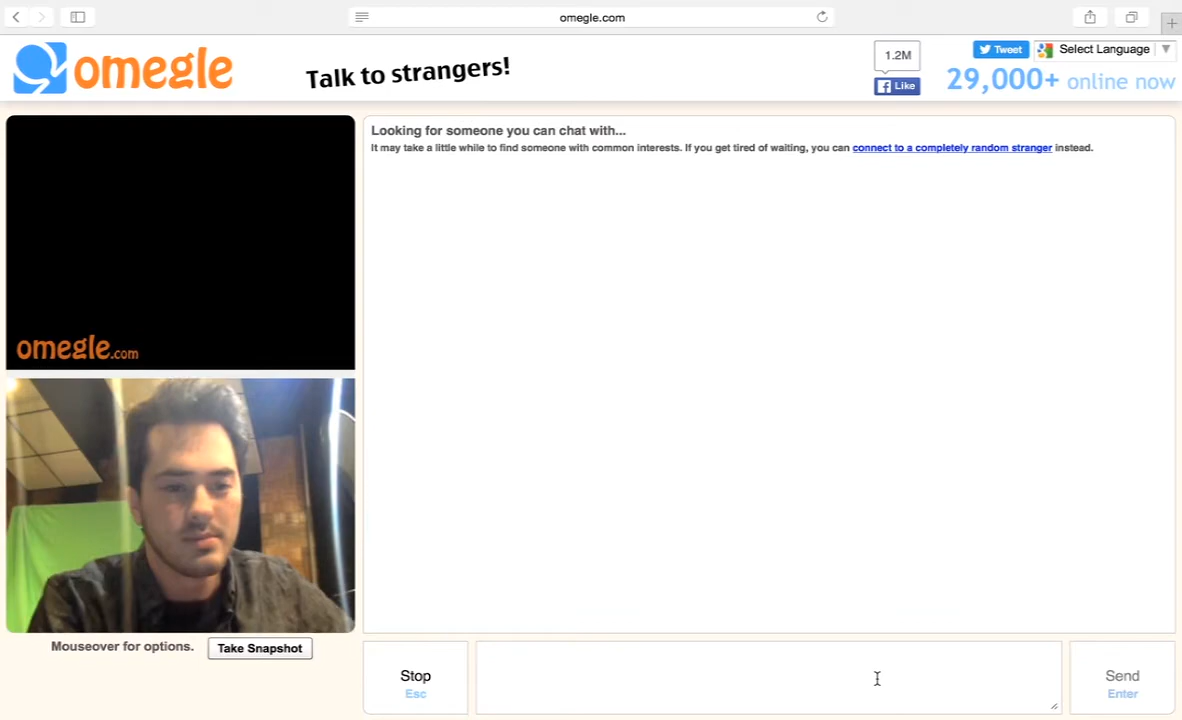 omegle.com
omegle
Talk to strangers!
1.2M
Like
Tweet
Select Language
29,000+ online now
Looking for someone you can chat with...
It may take a little while to find someone with common interests. If you get tired of waiting, you can connect to a completely random stranger instead.
omegle.com
Mouseover for options.
Take Snapshot
Stop
Esc
Send
Enter